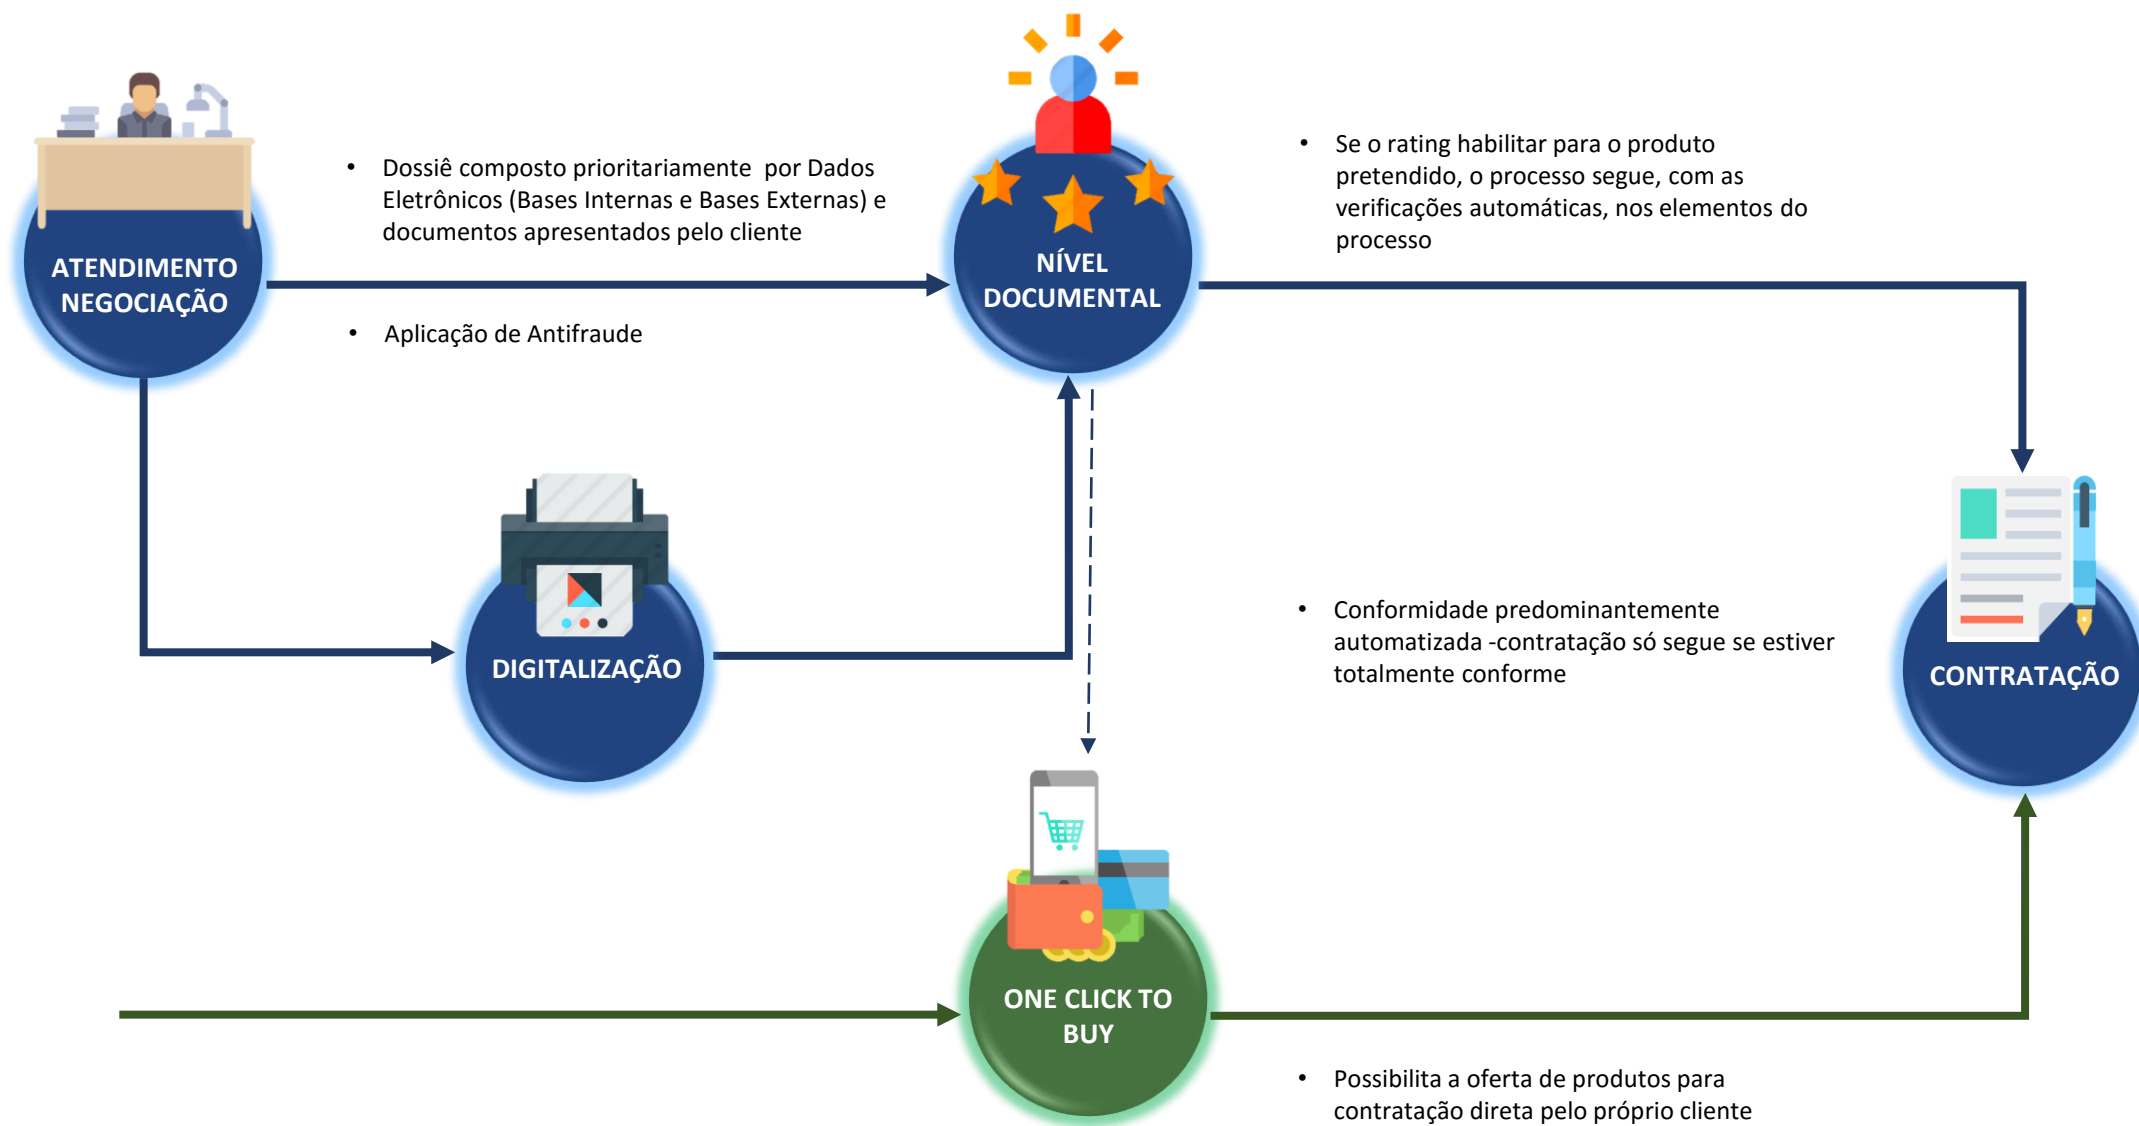 ATENDIMENTO
NEGOCIAÇÃO
• Dossiê composto prioritariamente por Dados
Eletrônicos (Bases Internas e Bases Externas) e
documentos apresentados pelo cliente
• Aplicação de Antifraude
NÍVEL
DOCUMENTAL
• Se o rating habilitar para o produto
pretendido, o processo segue, com as
verificações automáticas, nos elementos do
processo
DIGITALIZAÇÃO
• Conformidade predominantemente
automatizada -contratação só segue se estiver
totalmente conforme
CONTRATAÇÃO
ONE CLICK TO
BUY
• Possibilita a oferta de produtos para
contratação direta pelo próprio cliente